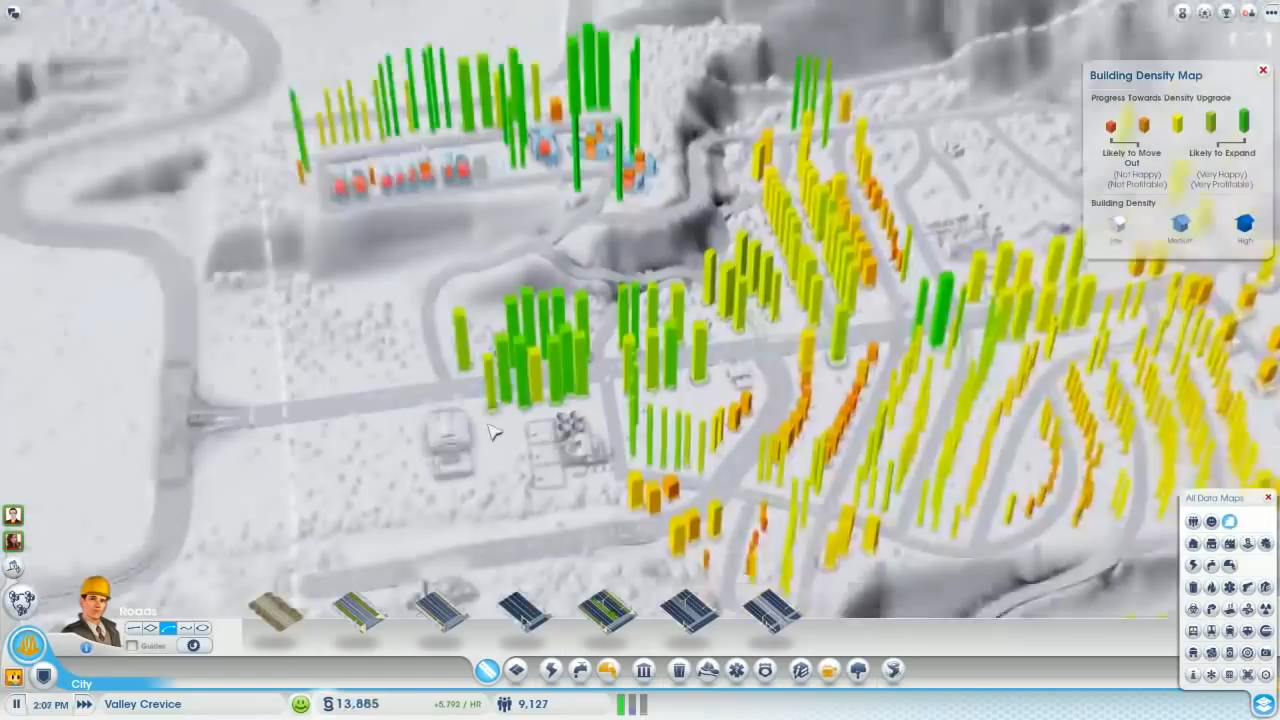 Building Density Map
Progress Towards Density Upgrade
Likely to Move Out
Likely to Expand
(Not Happy)
(Not Profitable)
(Very Happy)
(Very Profitable)
Building Density
Low
Medium
High
All Data Maps
Roads
Guides
City
2:07 PM
Valley Crevice
§13,885
+5,792 / HR
9,127